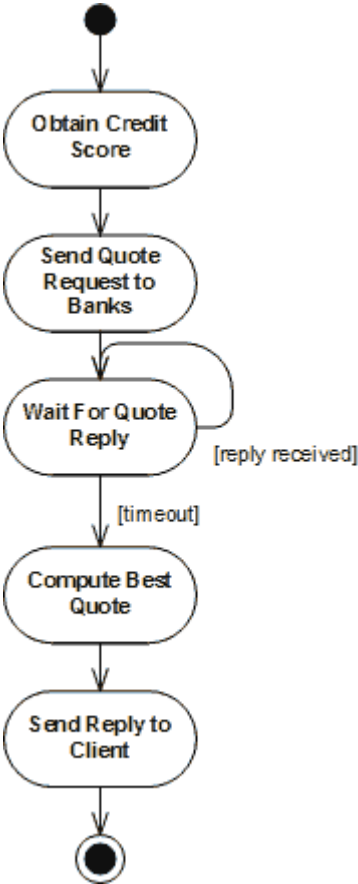 Obtain Credit
Score
Send Quote
Request to
Banks
Wait For Quote
Reply
[reply received]
[timeout]
Compute Best
Quote
Send Reply to
Client